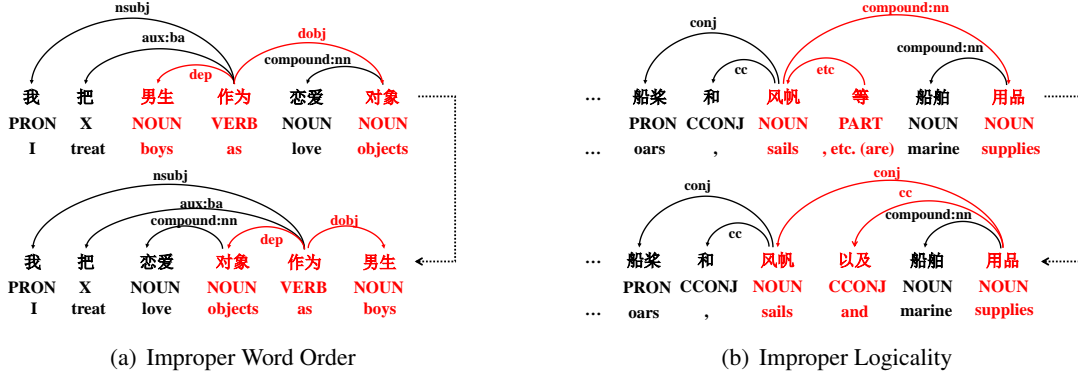 nsubj
aux:ba
dobj
compound:nn
dep
我 把 男生 作为 恋爱 对象
PRON X NOUN VERB NOUN NOUN
I treat boys as love objects
nsubj
aux:ba
compound:nn
dobj
dep
我 把 恋爱 对象 作为 男生
PRON X NOUN NOUN VERB NOUN
I treat love objects as boys
(a) Improper Word Order
compound:nn
conj
compound:nn
cc
etc
... 船桨 和 风帆 等 船舶 用品
PRON CCONJ NOUN PART NOUN NOUN
... oars , sails , etc. (are) marine supplies
conj
cc
conj
compound:nn
cc
... 船桨 和 风帆 以及 船舶 用品
PRON CCONJ NOUN CCONJ NOUN NOUN
... oars , sails and marine supplies
(b) Improper Logicality